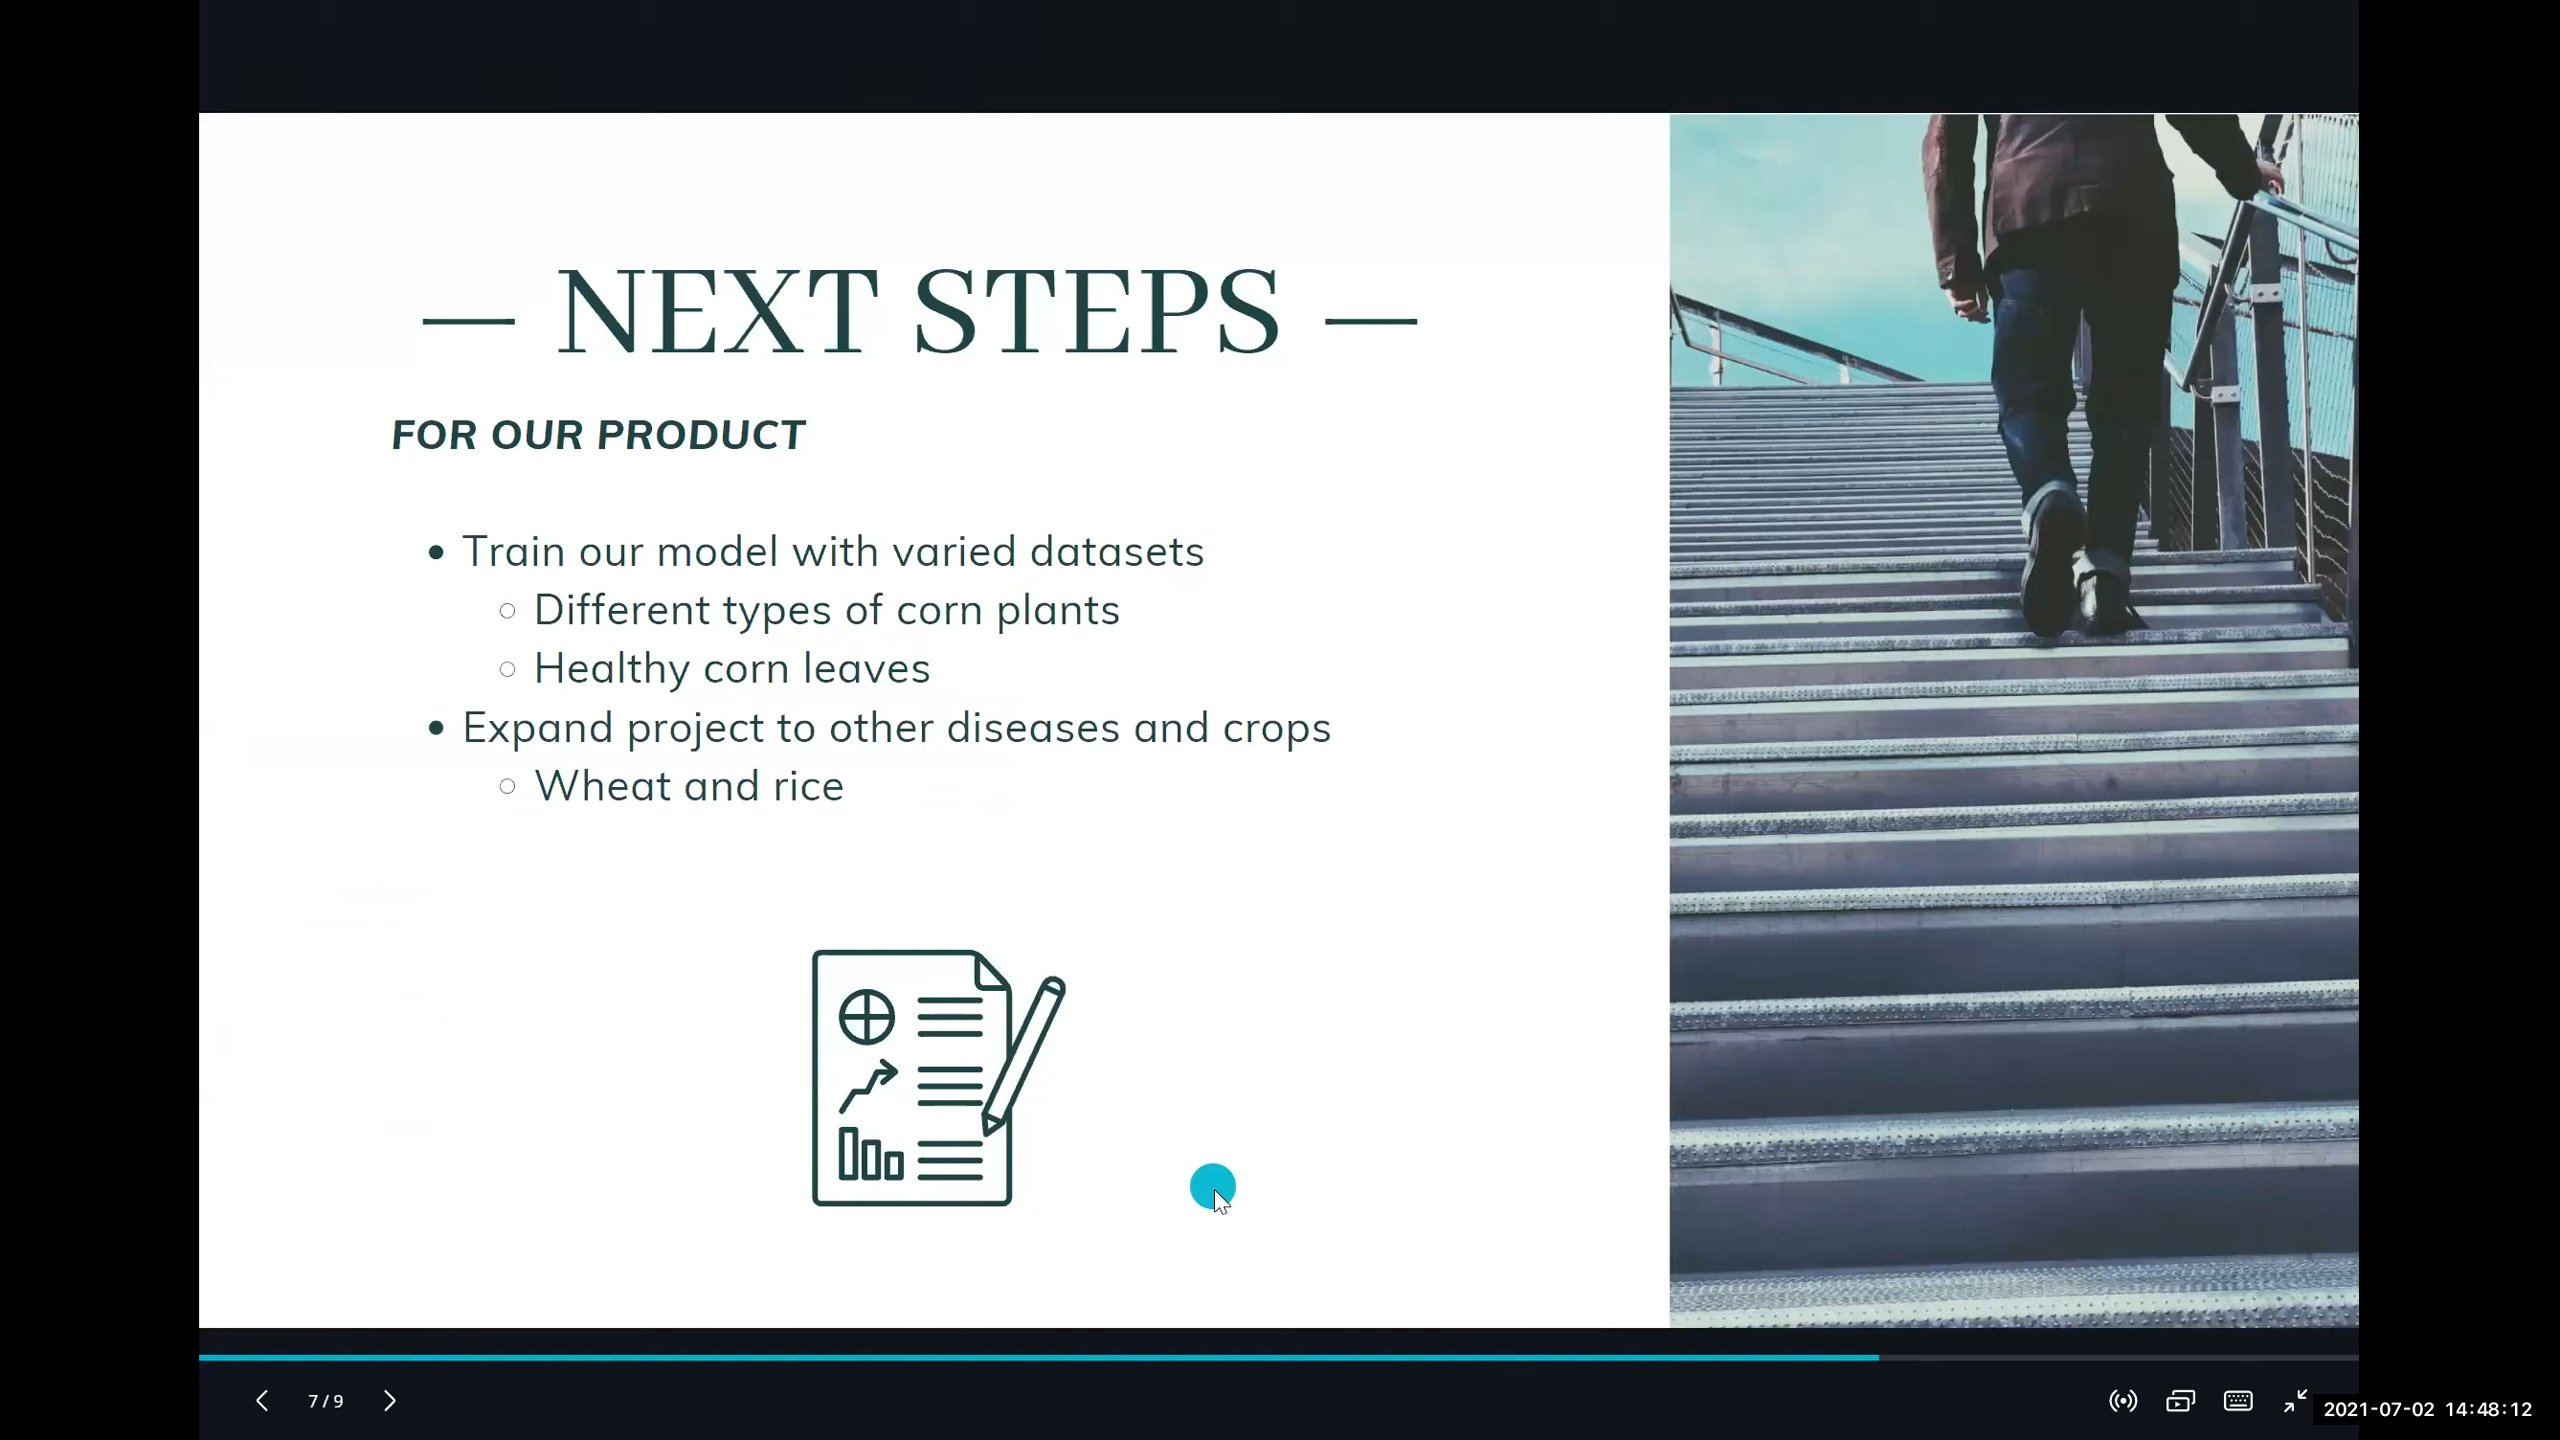 — NEXT STEPS —
FOR OUR PRODUCT
• Train our model with varied datasets
○ Different types of corn plants
○ Healthy corn leaves
• Expand project to other diseases and crops
○ Wheat and rice
7 / 9
2021-07-02 14:48:12